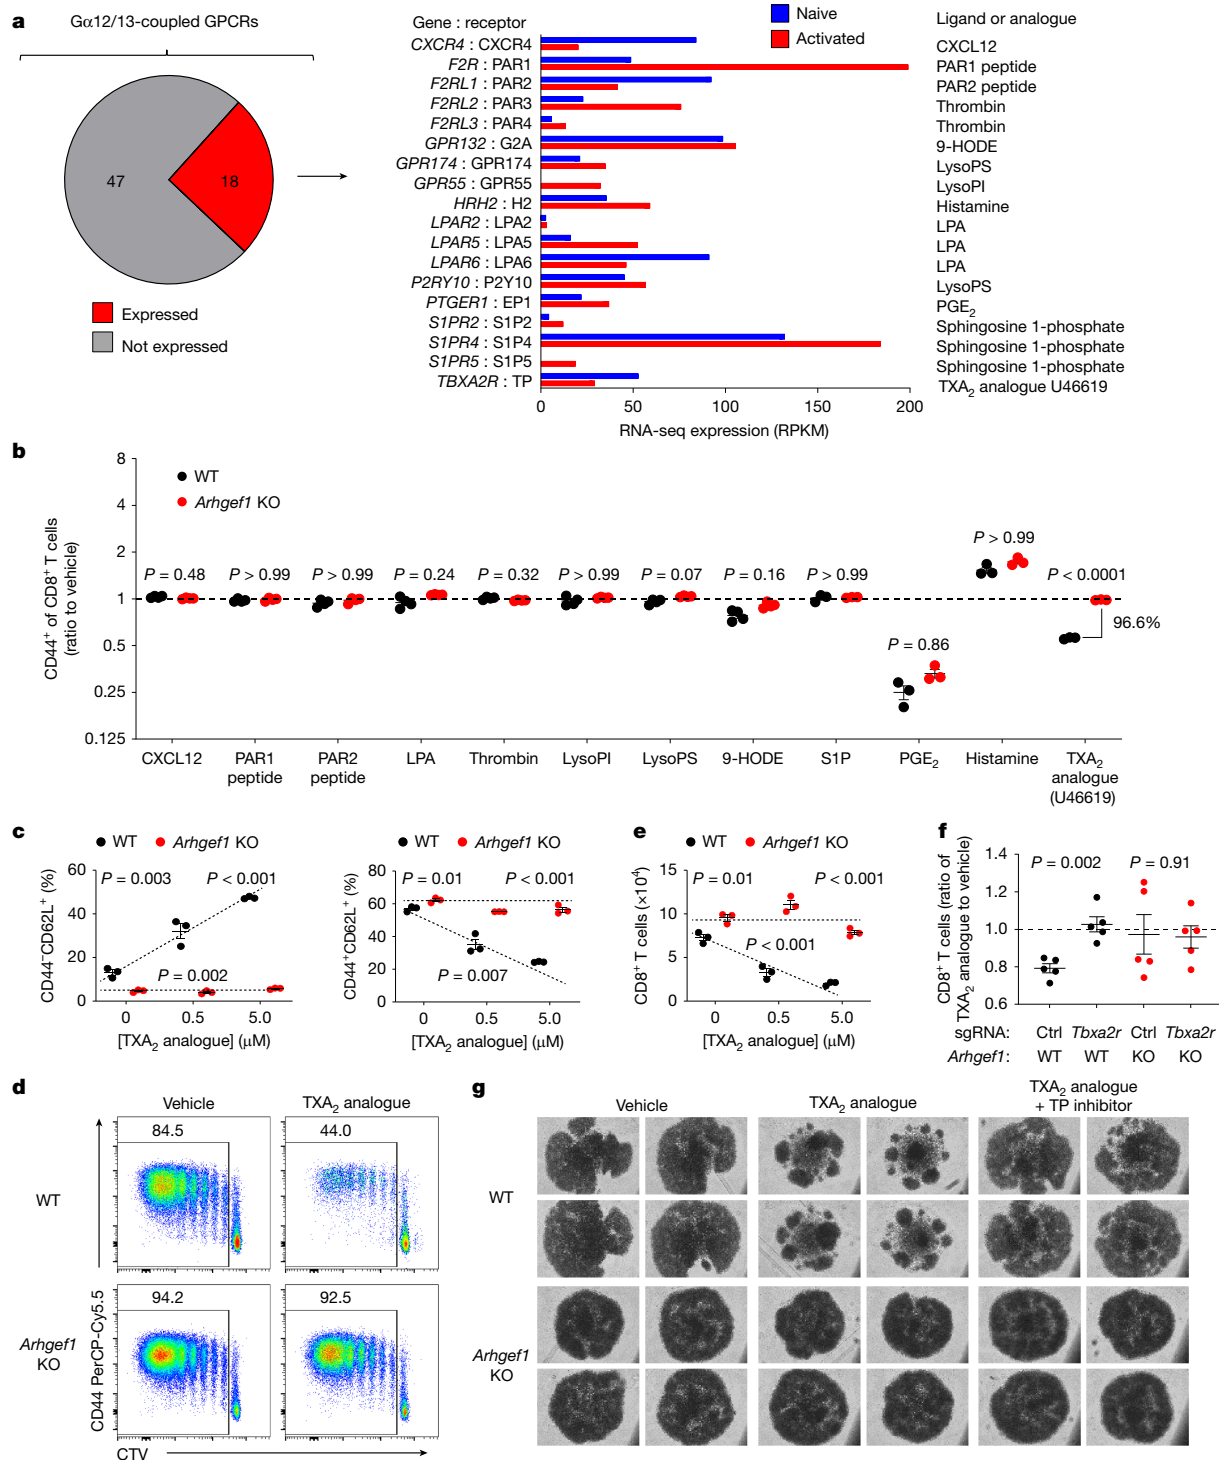 a
Gα12/13-coupled GPCRs
47
18
Expressed
Not expressed
Gene : receptor
Naive
Activated
Ligand or analogue
CXCR4 : CXCR4
CXCL12
F2R : PAR1
PAR1 peptide
F2RL1 : PAR2
PAR2 peptide
F2RL2 : PAR3
Thrombin
F2RL3 : PAR4
Thrombin
GPR132 : G2A
9-HODE
GPR174 : GPR174
LysoPS
GPR55 : GPR55
LysoPI
HRH2 : H2
Histamine
LPAR2 : LPA2
LPA
LPAR5 : LPA5
LPA
LPAR6 : LPA6
LPA
P2RY10 : P2Y10
LysoPS
PTGER1 : EP1
PGE2
S1PR2 : S1P2
Sphingosine 1-phosphate
S1PR4 : S1P4
Sphingosine 1-phosphate
S1PR5 : S1P5
Sphingosine 1-phosphate
TBXA2R : TP
TXA2 analogue U46619
0 50 100 150 200
RNA-seq expression (RPKM)
b
CD44+ of CD8+ T cells
(ratio to vehicle)
8
4
2
1
0.5
0.25
0.125
WT
Arhgef1 KO
P = 0.48
P > 0.99
P > 0.99
P = 0.24
P = 0.32
P > 0.99
P = 0.07
P = 0.16
P > 0.99
P = 0.86
P > 0.99
P < 0.0001
96.6%
CXCL12
PAR1
peptide
PAR2
peptide
LPA
Thrombin
LysoPI
LysoPS
9-HODE
S1P
PGE2
Histamine
TXA2
analogue
(U46619)
c
WT
Arhgef1 KO
CD44−CD62L+ (%)
60
40
20
0
P = 0.003
P < 0.001
P = 0.002
0 0.5 5.0
[TXA2 analogue] (μM)
WT
Arhgef1 KO
CD44+CD62L+ (%)
80
60
40
20
0
P = 0.01
P < 0.001
P = 0.007
0 0.5 5.0
[TXA2 analogue] (μM)
e
WT
Arhgef1 KO
CD8+ T cells (×10⁴)
15
10
5
0
P = 0.01
P < 0.001
P < 0.001
0 0.5 5.0
[TXA2 analogue] (μM)
f
CD8+ T cells (ratio of
TXA2 analogue to vehicle)
1.4
1.2
1.0
0.8
0.6
P = 0.002
P = 0.91
sgRNA: Ctrl Tbxa2r Ctrl Tbxa2r
Arhgef1: WT WT KO KO
d
Vehicle
TXA2 analogue
WT
84.5
44.0
Arhgef1
KO
94.2
92.5
CD44 PerCP-Cy5.5
CTV
g
Vehicle
TXA2 analogue
TXA2 analogue
+ TP inhibitor
WT
Arhgef1
KO